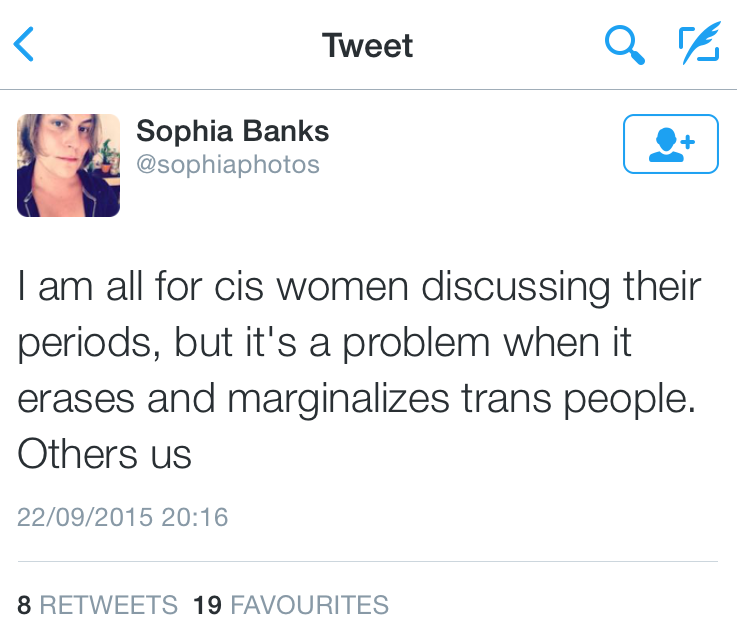 Tweet
Sophia Banks
@sophiaphotos
I am all for cis women discussing their
periods, but it's a problem when it
erases and marginalizes trans people.
Others us
22/09/2015 20:16
8 RETWEETS 19 FAVOURITES